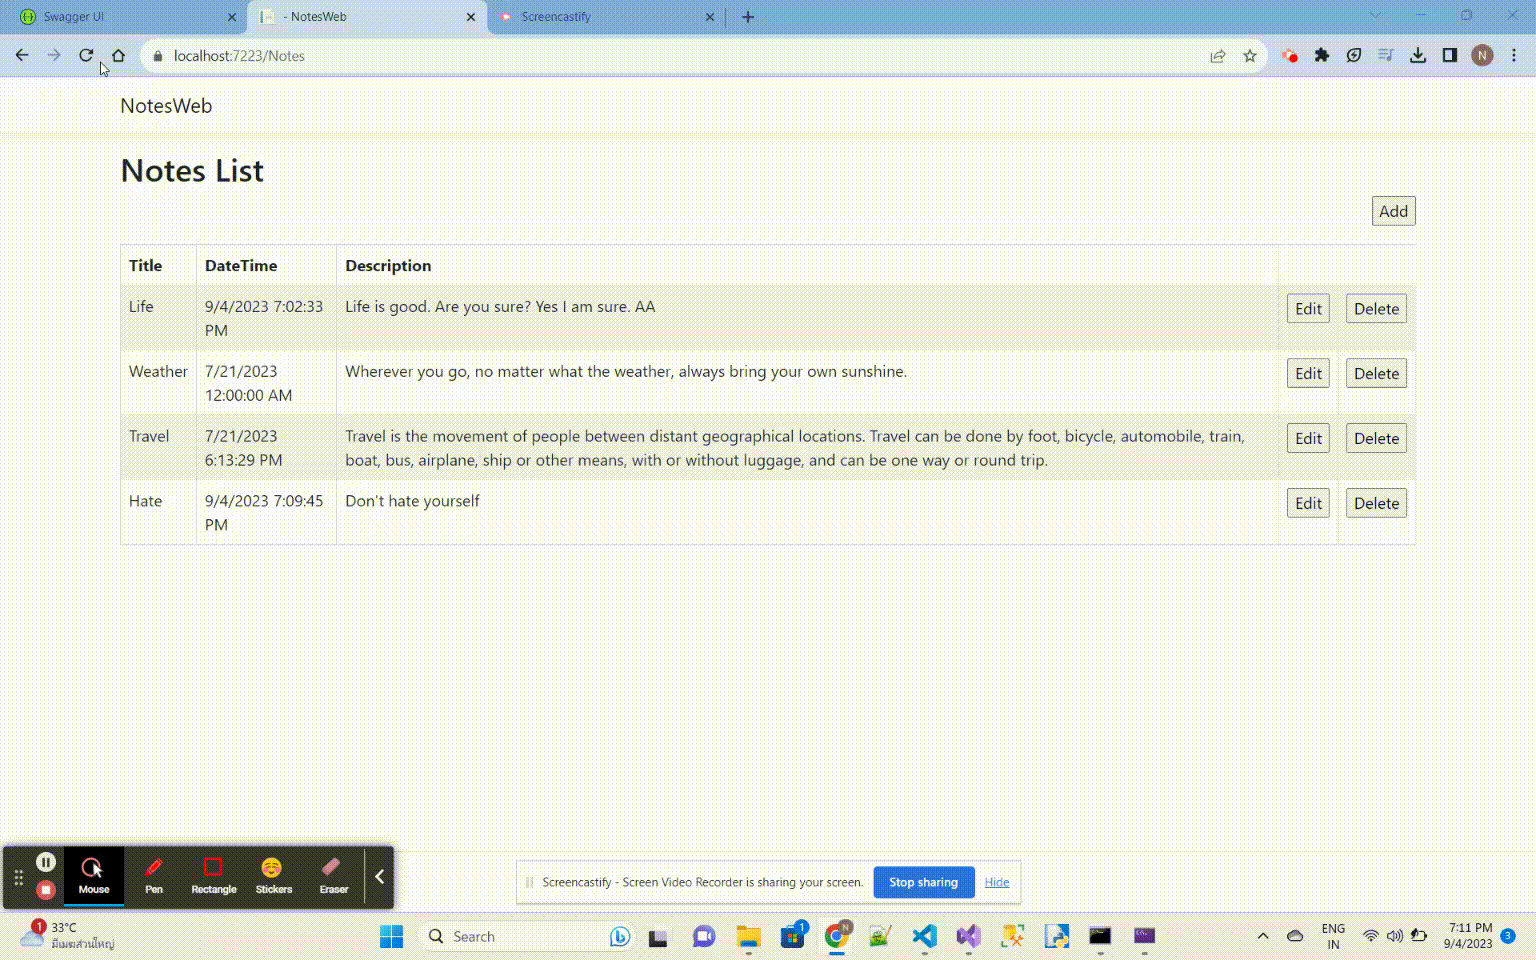 Swagger UI
- NotesWeb
Screencastify
localhost:7223/Notes
N
NotesWeb
Notes List
Add
Title DateTime Description
Life 9/4/2023 7:02:33 Life is good. Are you sure? Yes I am sure. AA Edit Delete
PM
Weather 7/21/2023 Wherever you go, no matter what the weather, always bring your own sunshine. Edit Delete
12:00:00 AM
Travel 7/21/2023 Travel is the movement of people between distant geographical locations. Travel can be done by foot, bicycle, automobile, train, Edit Delete
6:13:29 PM boat, bus, airplane, ship or other means, with or without luggage, and can be one way or round trip.
Hate 9/4/2023 7:09:45 Don't hate yourself Edit Delete
PM
Mouse Pen Rectangle Stickers Eraser
Screencastify - Screen Video Recorder is sharing your screen. Stop sharing Hide
1 33°C
มีเมฆส่วนใหญ่
Search
1
N
ENG
IN
7:11 PM
9/4/2023
3